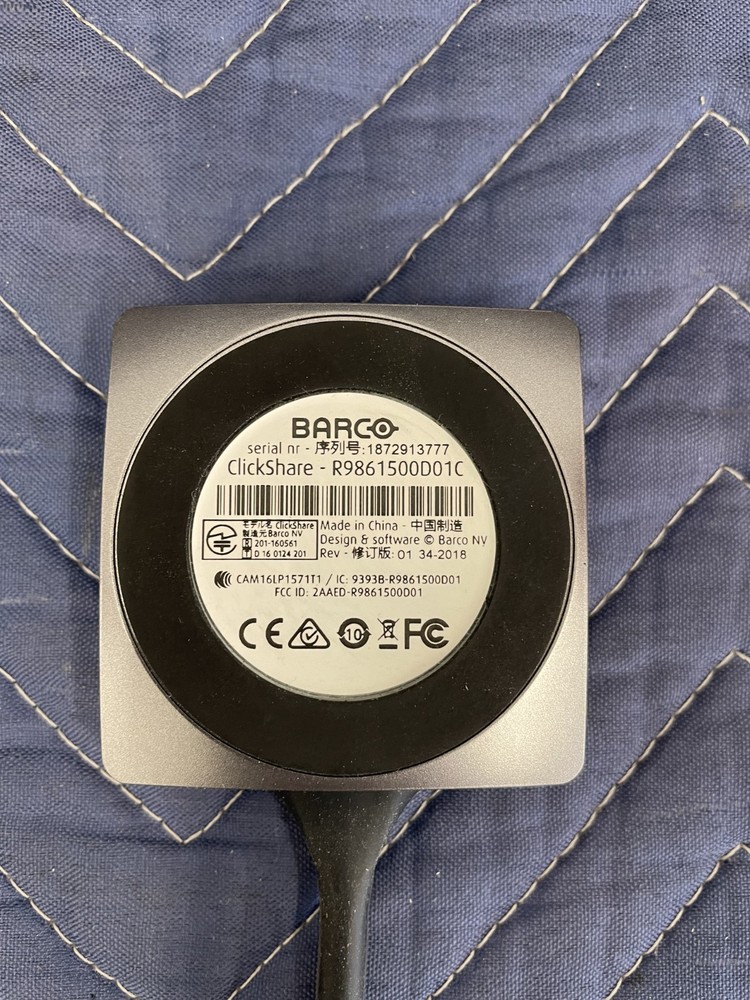 BARCO
serial nr - 序列号:1872913777
ClickShare - R9861500D01C
モデル名 ClickShare
製造元 Barco NV
R 201-160561
T D 16 0124 201
Made in China - 中国制造
Design & software © Barco NV
Rev - 修订版: 01 34-2018
CAM16LP1571T1 / IC: 9393B-R9861500D01
FCC ID: 2AAED-R9861500D01
CE 10 FC